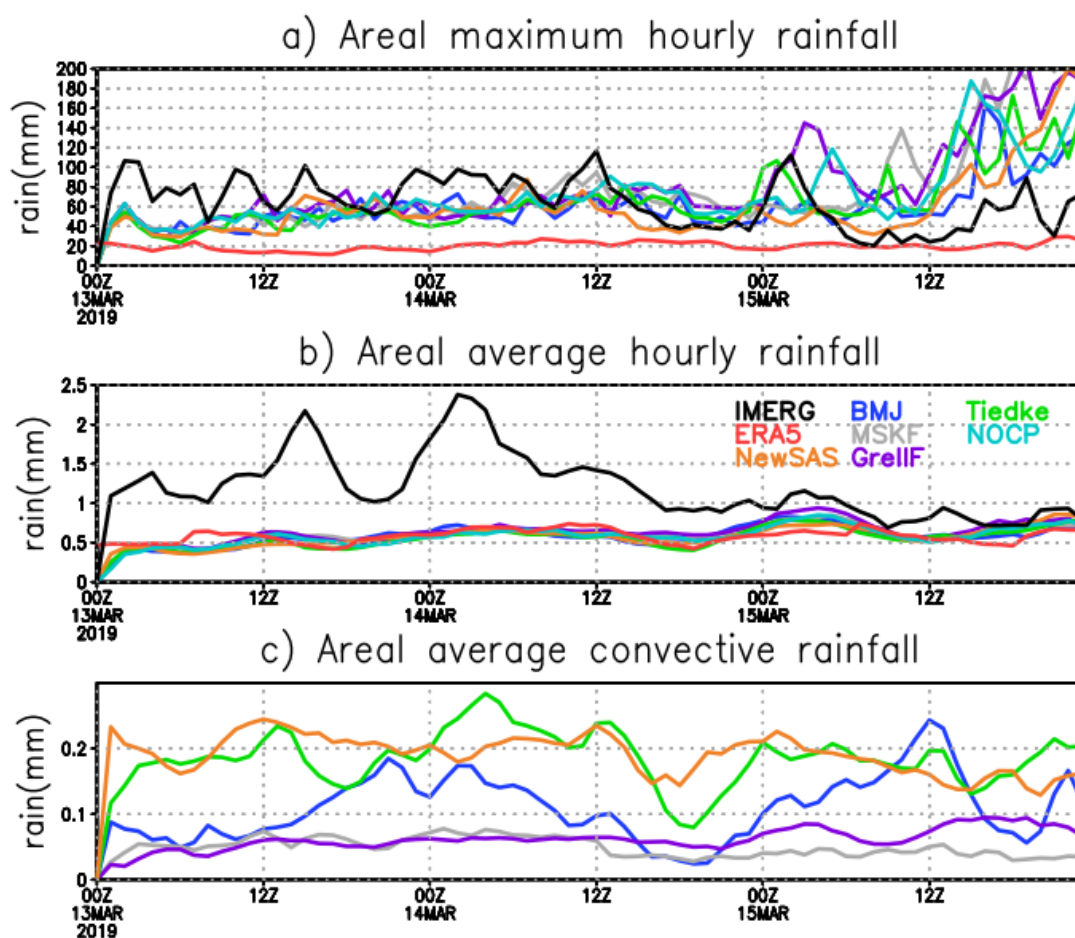 a) Areal maximum hourly rainfall
rain(mm)
200
180
160
140
120
100
80
60
40
20
0
00Z 12Z 00Z 12Z 00Z 12Z
13MAR 14MAR 15MAR
2019
b) Areal average hourly rainfall
rain(mm)
2.5
2
1.5
1
0.5
0
IMERG BMJ Tiedke
ERA5 MSKF NOCP
NewSAS GrellF
00Z 12Z 00Z 12Z 00Z 12Z
13MAR 14MAR 15MAR
2019
c) Areal average convective rainfall
rain(mm)
0.2
0.1
0
00Z 12Z 00Z 12Z 00Z 12Z
13MAR 14MAR 15MAR
2019